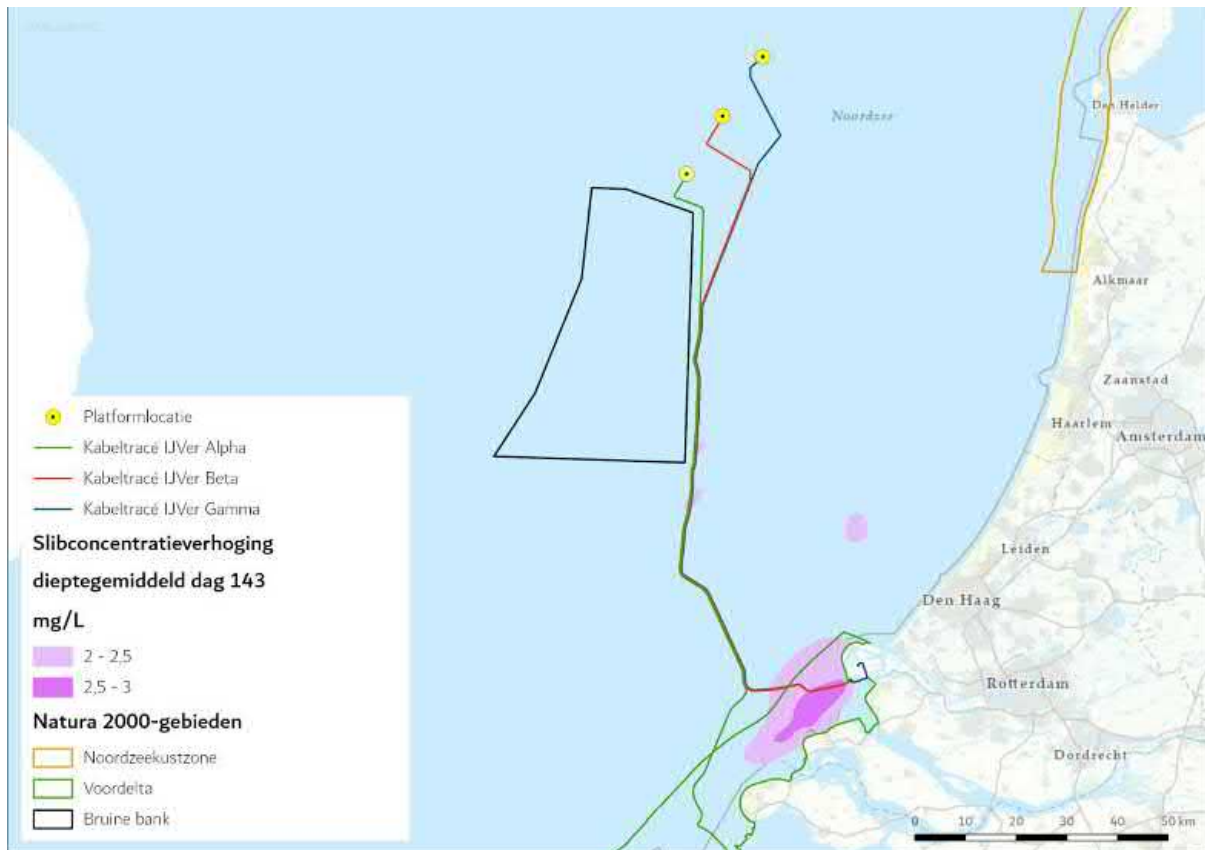 Noordzee
Den Helder
Alkmaar
Zaanstad
Haarlem
Amsterdam
Leiden
Den Haag
Rotterdam
Dordrecht
Platformlocatie
Kabeltracé IJVer Alpha
Kabeltracé IJVer Beta
Kabeltracé IJVer Gamma
Slibconcentratieverhoging
dieptegemiddeld dag 143
mg/L
2 - 2,5
2,5 - 3
Natura 2000-gebieden
Noordzeekustzone
Voordelta
Bruine bank
0 10 20 30 40 50 km